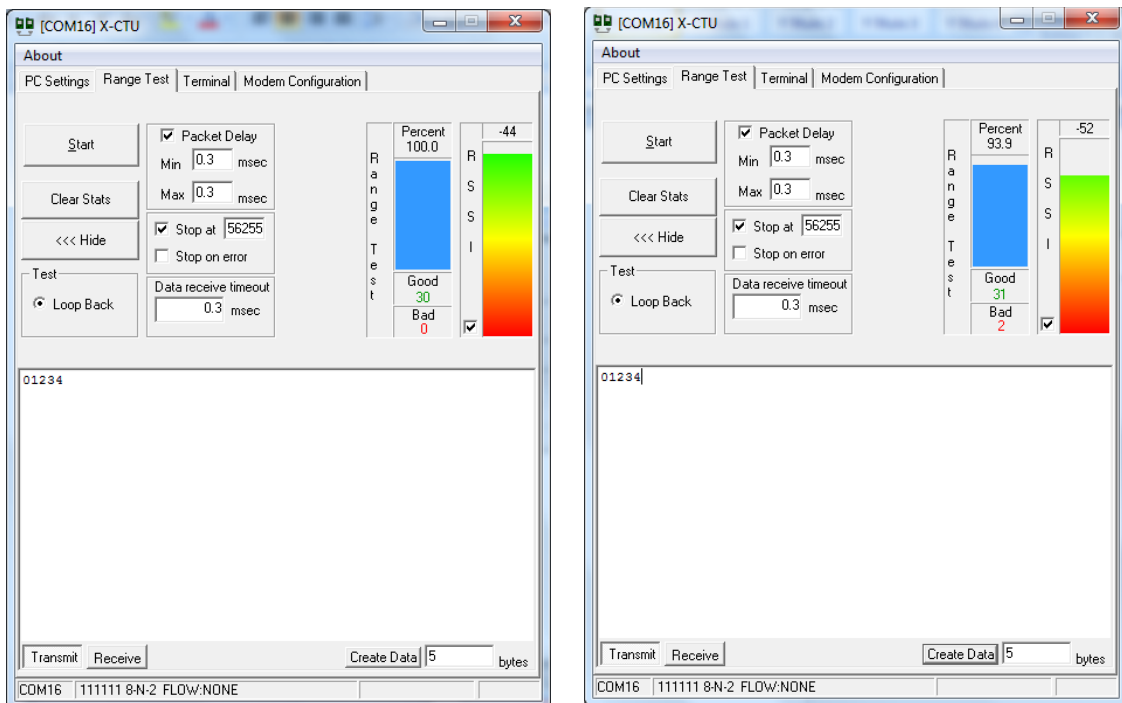 [COM16] X-CTU
About
PC Settings Range Test Terminal Modem Configuration
Start
Clear Stats
<<< Hide
Test
Loop Back
Packet Delay
Min 0.3 msec
Max 0.3 msec
Stop at 56255
Stop on error
Data receive timeout
0.3 msec
Range Test
Percent
100.0
Good
30
Bad
0
RSSI
-44
01234
Transmit Receive Create Data 5 bytes
COM16 111111 8-N-2 FLOW:NONE
[COM16] X-CTU
About
PC Settings Range Test Terminal Modem Configuration
Start
Clear Stats
<<< Hide
Test
Loop Back
Packet Delay
Min 0.3 msec
Max 0.3 msec
Stop at 56255
Stop on error
Data receive timeout
0.3 msec
Range Test
Percent
93.9
Good
31
Bad
2
RSSI
-52
01234
Transmit Receive Create Data 5 bytes
COM16 111111 8-N-2 FLOW:NONE